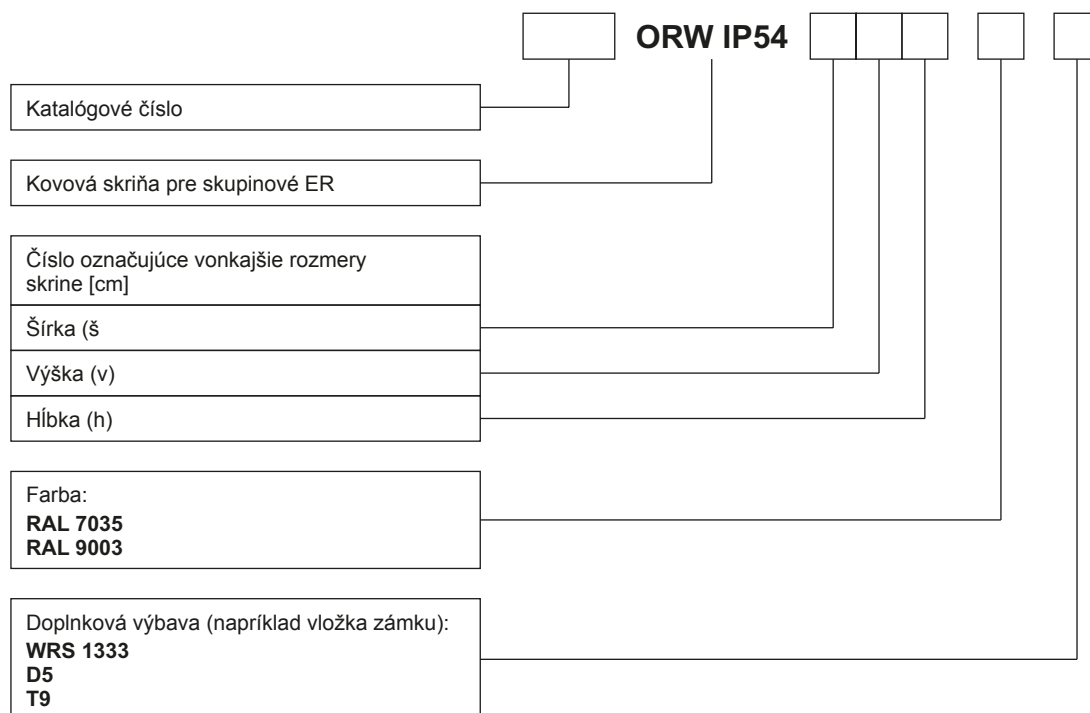 ORW IP54
Katalógové číslo
Kovová skriňa pre skupinové ER
Číslo označujúce vonkajšie rozmery
skrine [cm]
Šírka (š
Výška (v)
Hĺbka (h)
Farba:
RAL 7035
RAL 9003
Doplnková výbava (napríklad vložka zámku):
WRS 1333
D5
T9